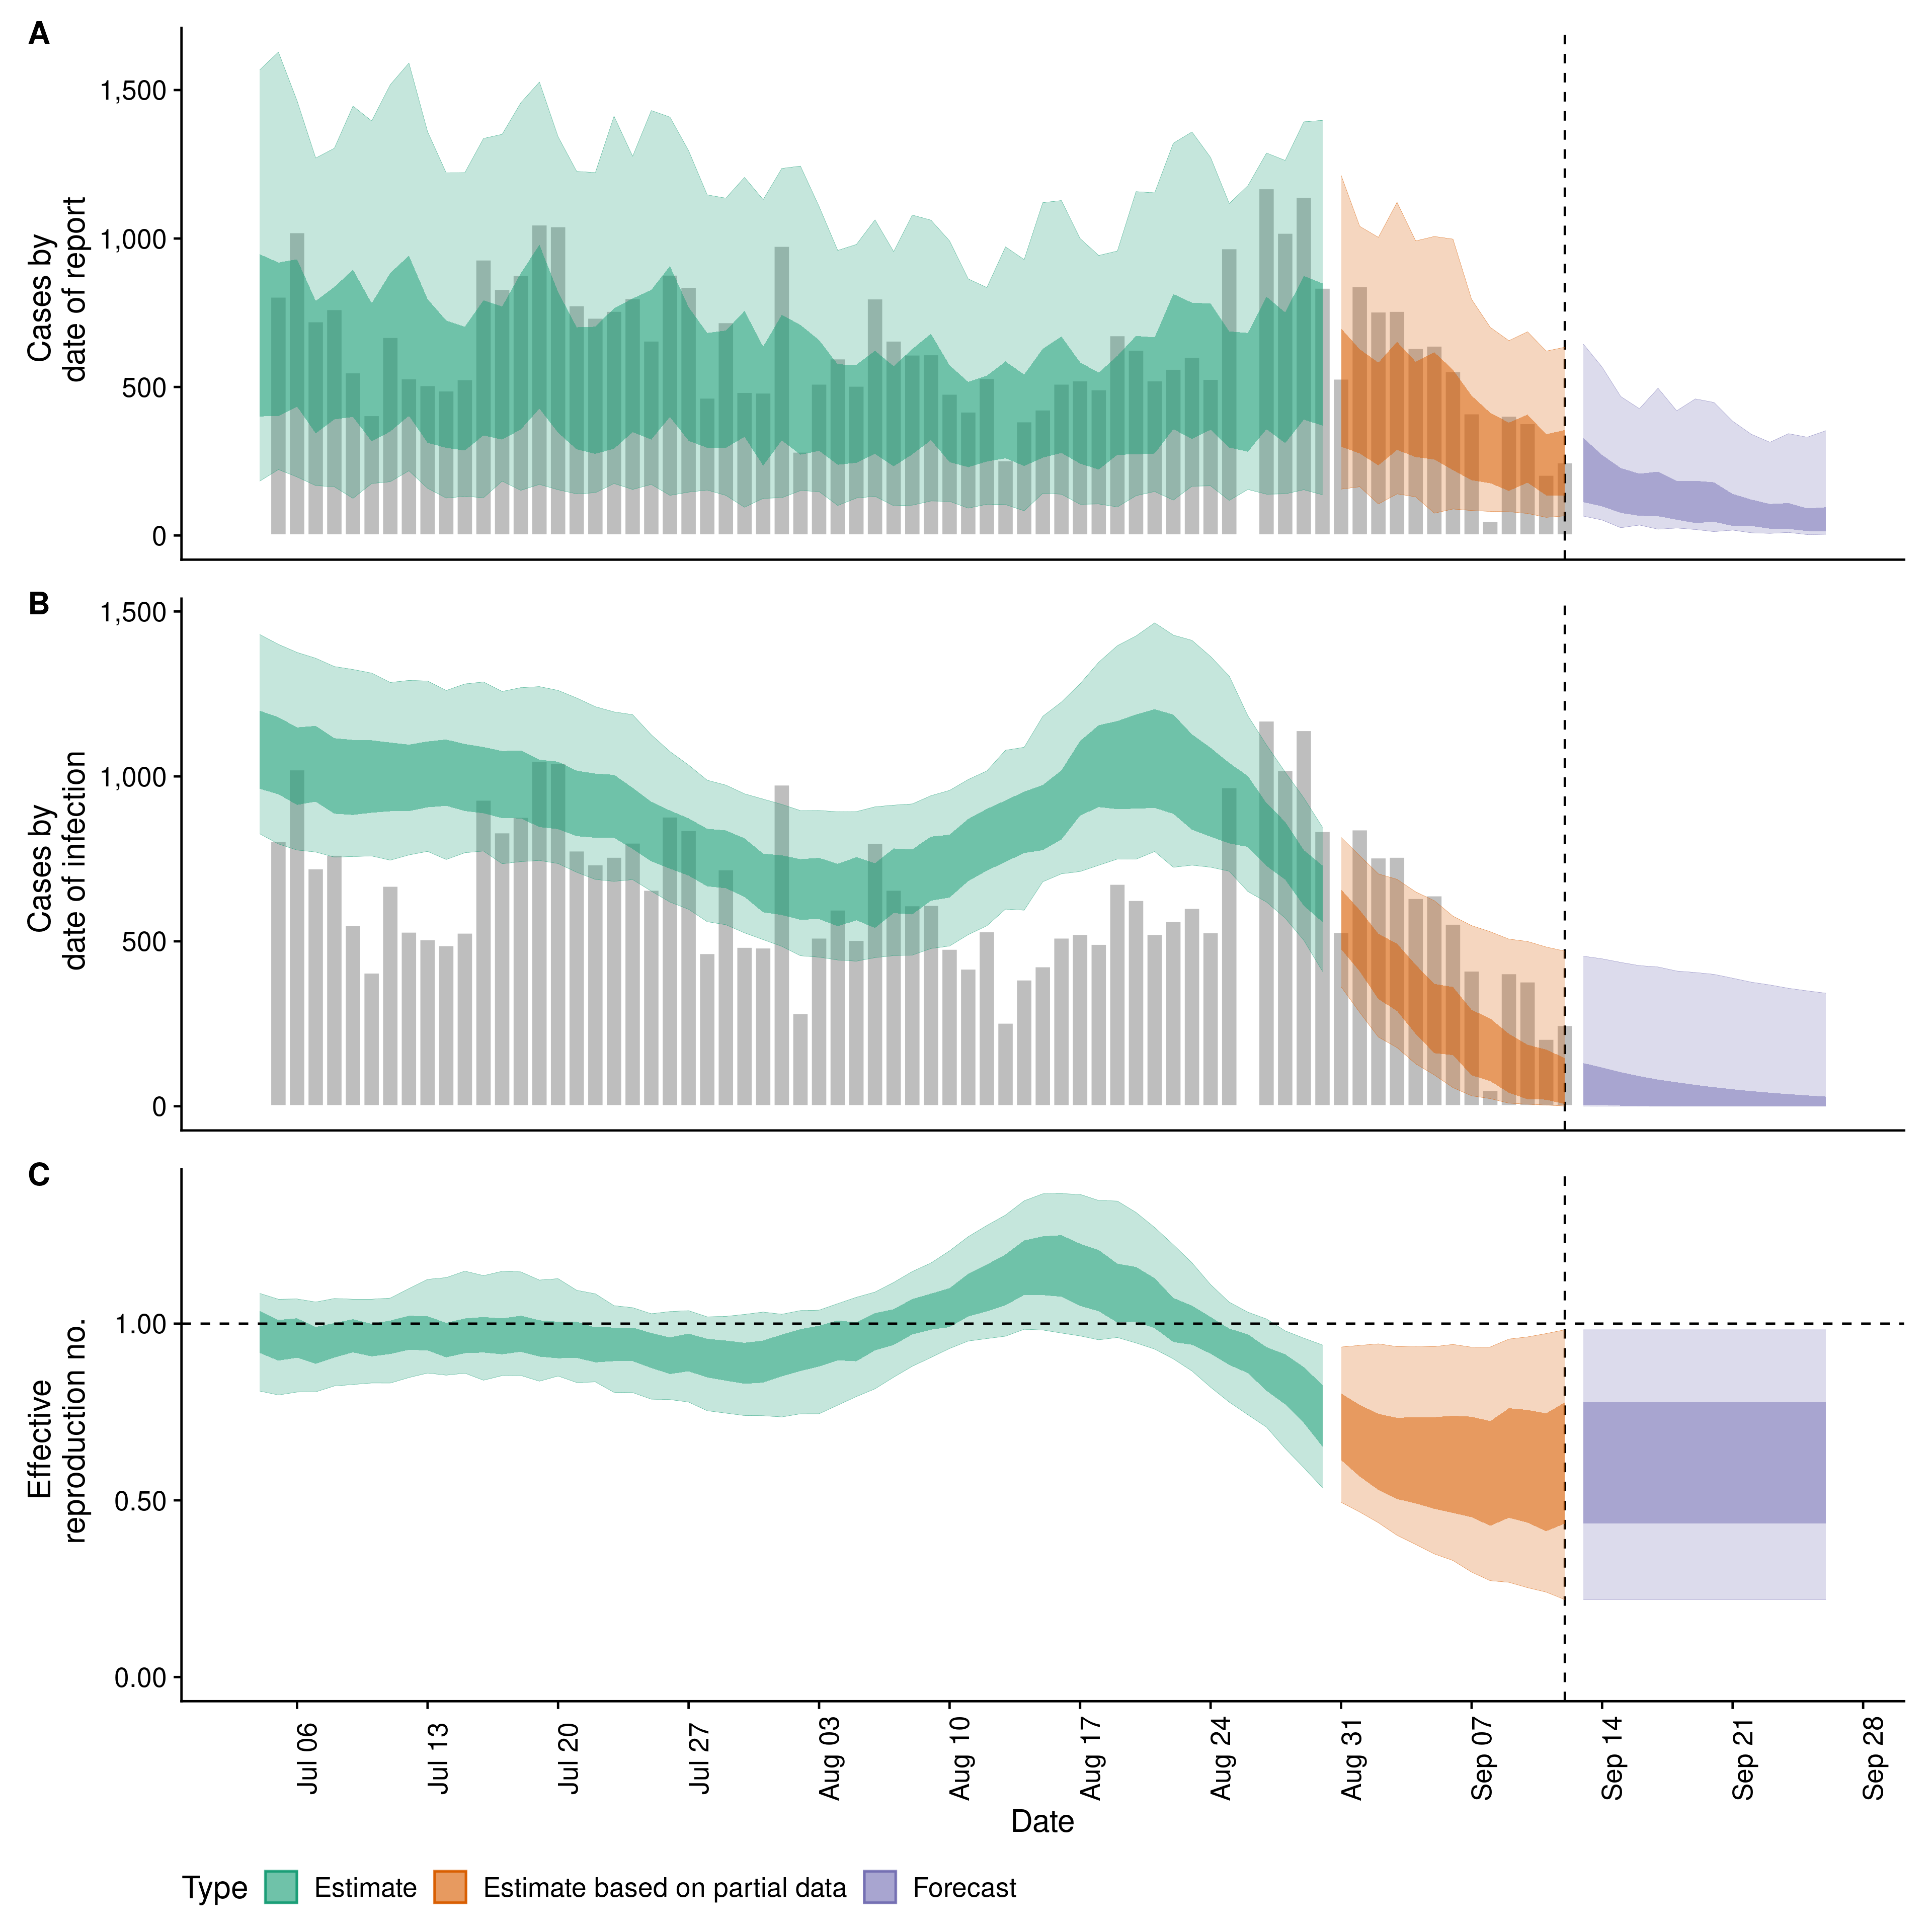 A
Cases by
date of report
1,500
1,000
500
0
B
Cases by
date of infection
1,500
1,000
500
0
C
Effective
reproduction no.
1.00
0.50
0.00
Jul 06
Jul 13
Jul 20
Jul 27
Aug 03
Aug 10
Aug 17
Aug 24
Aug 31
Sep 07
Sep 14
Sep 21
Sep 28
Date
Type
Estimate
Estimate based on partial data
Forecast